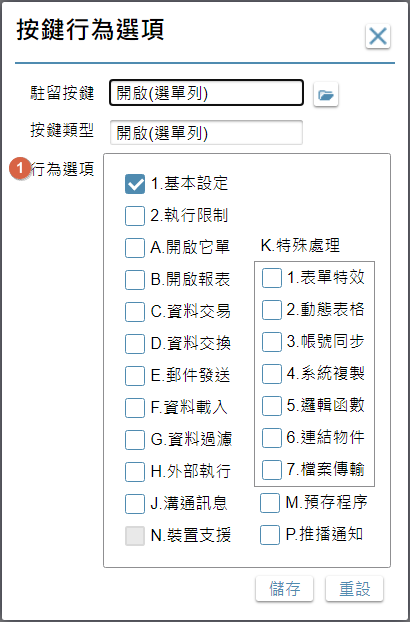 按鍵行為選項
駐留按鍵 開啟(選單列)
按鍵類型 開啟(選單列)
1 行為選項
1.基本設定
2.執行限制
A.開啟它單 K.特殊處理
B.開啟報表 1.表單特效
C.資料交易 2.動態表格
D.資料交換 3.帳號同步
E.郵件發送 4.系統複製
F.資料載入 5.邏輯函數
G.資料過濾 6.連結物件
H.外部執行 7.檔案傳輸
J.溝通訊息 M.預存程序
N.裝置支援 P.推播通知
儲存 重設